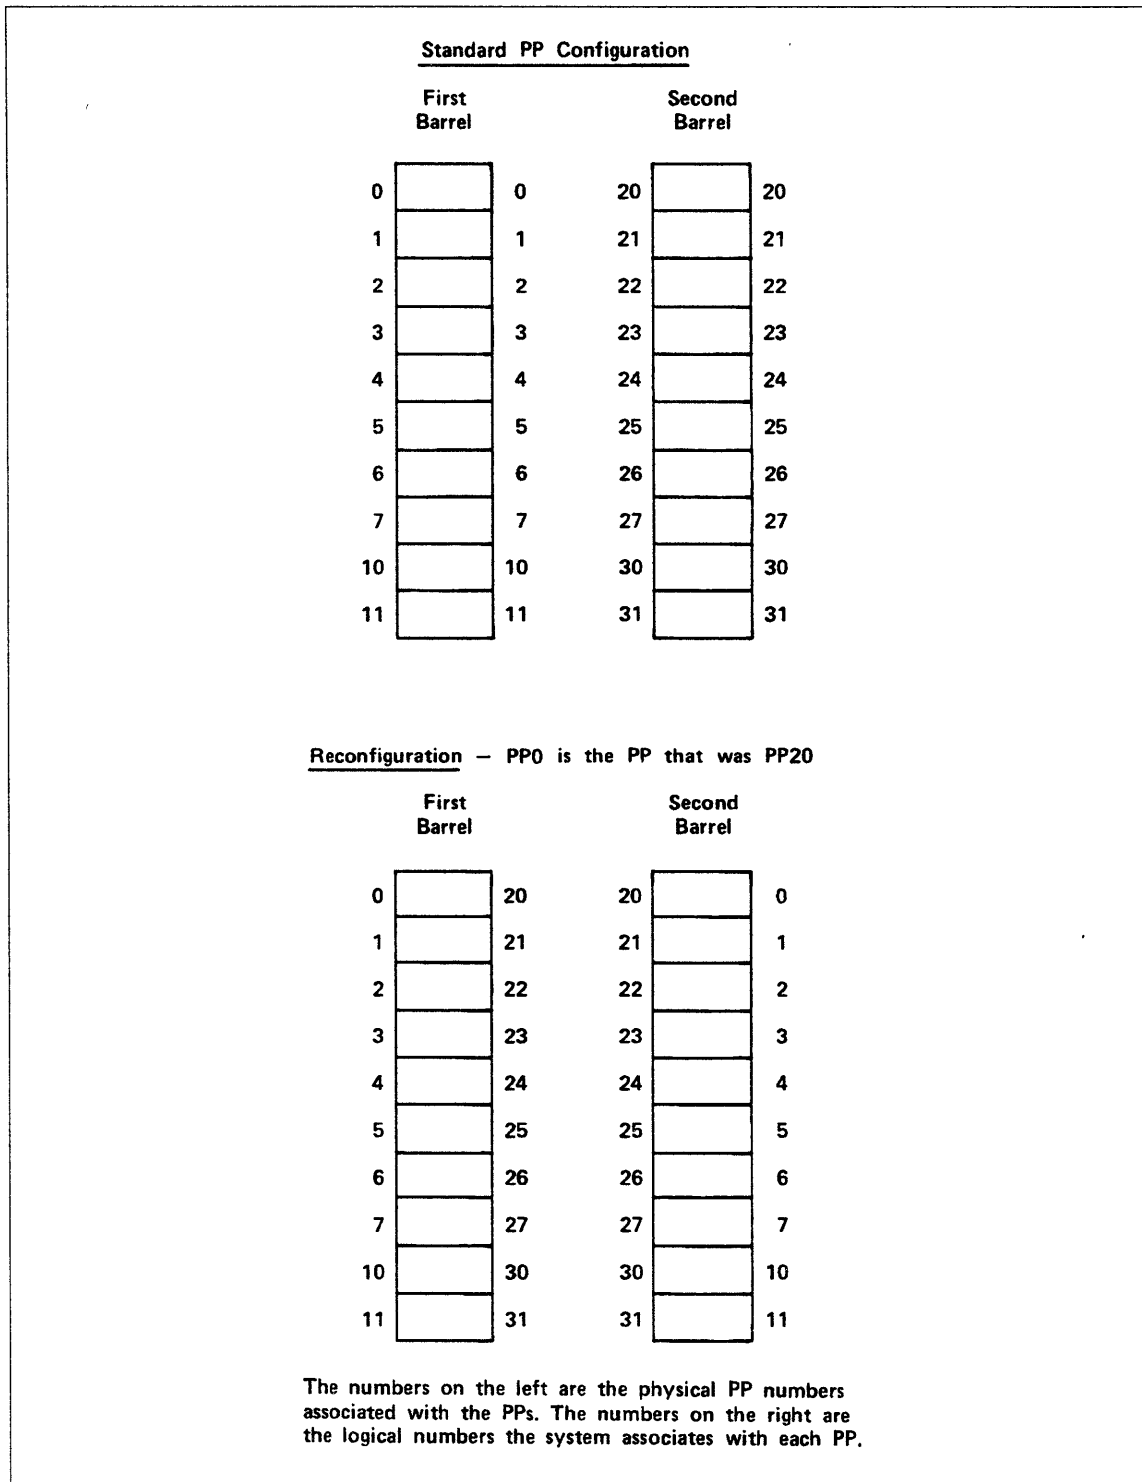 Standard PP Configuration
First Barrel Second Barrel
0 0 20 20
1 1 21 21
2 2 22 22
3 3 23 23
4 4 24 24
5 5 25 25
6 6 26 26
7 7 27 27
10 10 30 30
11 11 31 31
Reconfiguration — PP0 is the PP that was PP20
First Barrel Second Barrel
0 20 20 0
1 21 21 1
2 22 22 2
3 23 23 3
4 24 24 4
5 25 25 5
6 26 26 6
7 27 27 7
10 30 30 10
11 31 31 11
The numbers on the left are the physical PP numbers
associated with the PPs. The numbers on the right are
the logical numbers the system associates with each PP.